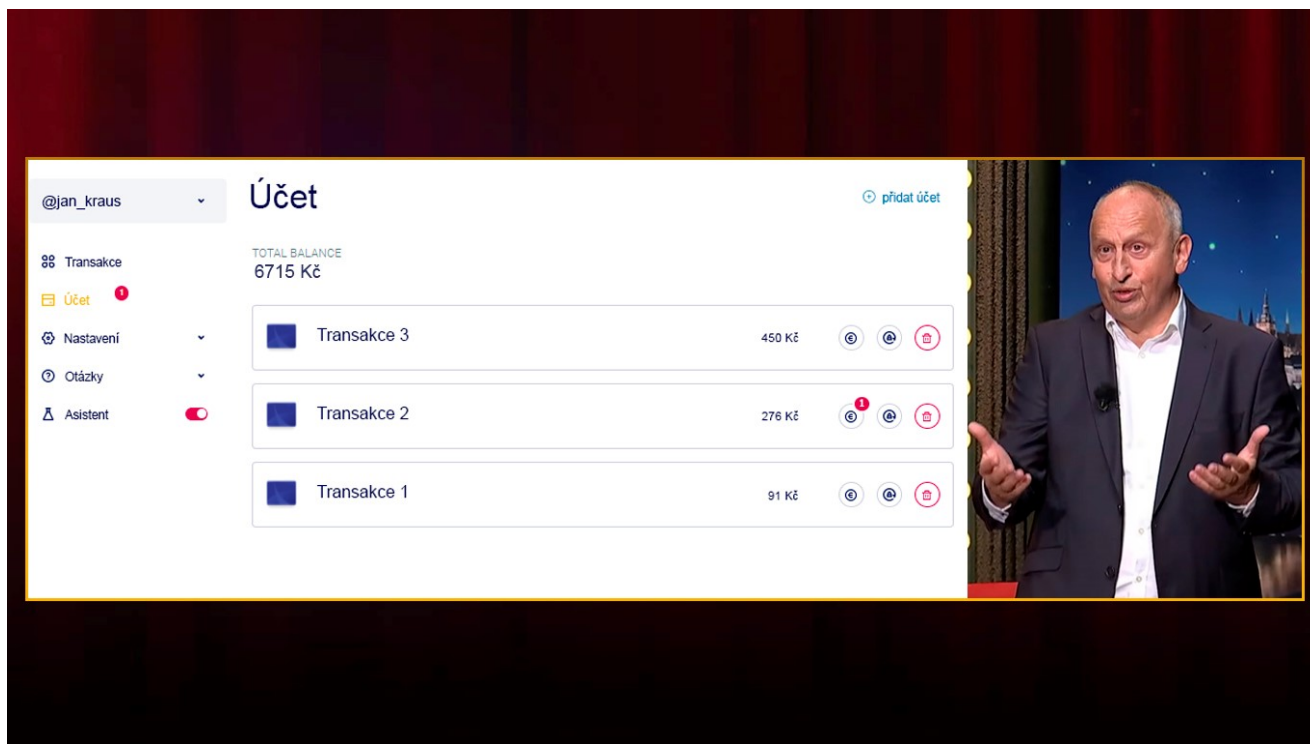 @jan_kraus
Transakce
Účet 1
Nastavení
Otázky
Asistent
Účet
přidat účet
TOTAL BALANCE
6715 Kč
Transakce 3 450 Kč
Transakce 2 276 Kč 1
Transakce 1 91 Kč